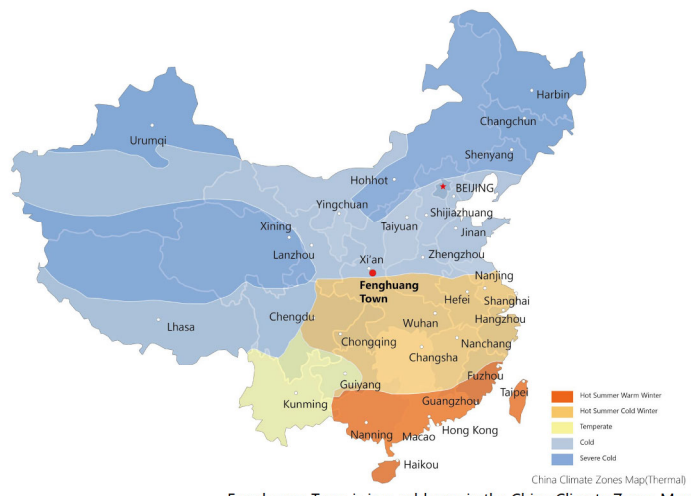 Harbin
Changchun
Urumqi
Shenyang
Hohhot
BEIJING
Yingchuan
Shijiazhuang
Taiyuan
Xining
Jinan
Lanzhou
Xi'an
Zhengzhou
Fenghuang
Town
Nanjing
Hefei
Shanghai
Chengdu
Wuhan
Hangzhou
Lhasa
Chongqing
Nanchang
Changsha
Fuzhou
Guiyang
Taipei
Kunming
Guangzhou
Nanning
Macao
Hong Kong
Haikou
Hot Summer Warm Winter
Hot Summer Cold Winter
Temperate
Cold
Severe Cold
China Climate Zones Map(Thermal)